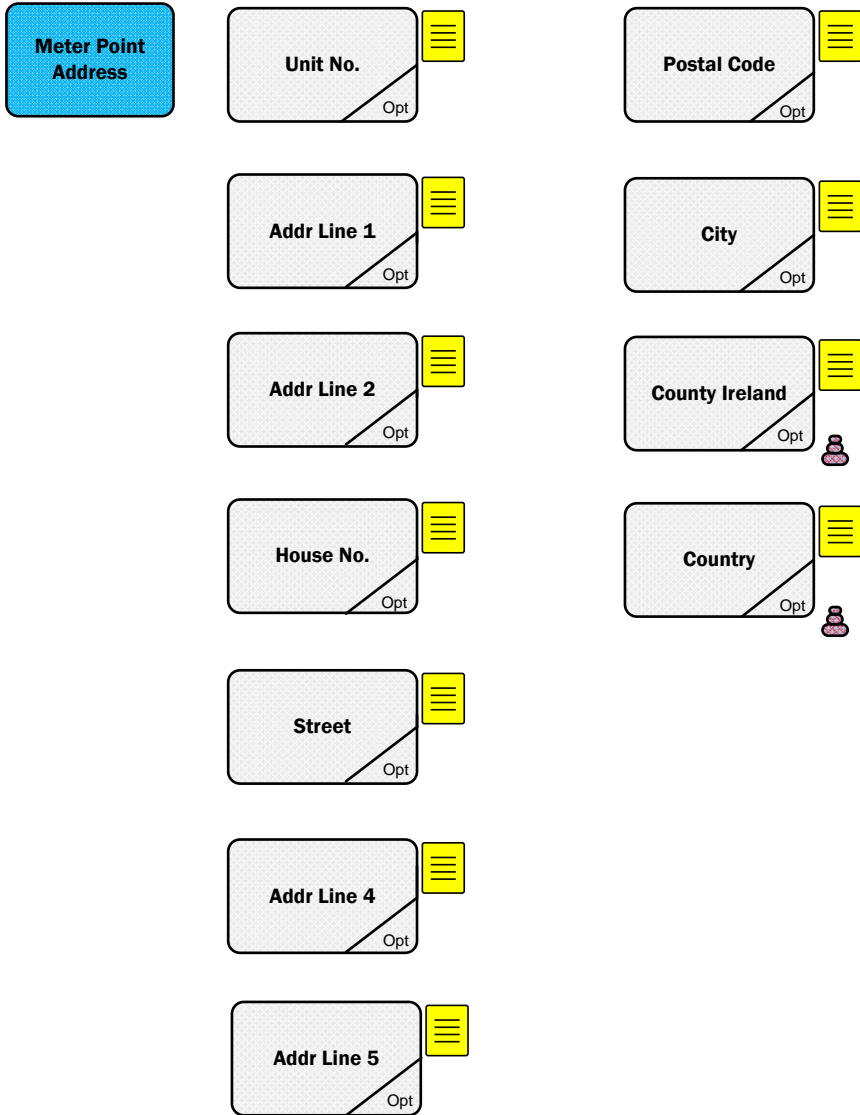 Meter Point
Address
Unit No.
Opt
Addr Line 1
Opt
Addr Line 2
Opt
House No.
Opt
Street
Opt
Addr Line 4
Opt
Addr Line 5
Opt
Postal Code
Opt
City
Opt
County Ireland
Opt
Country
Opt